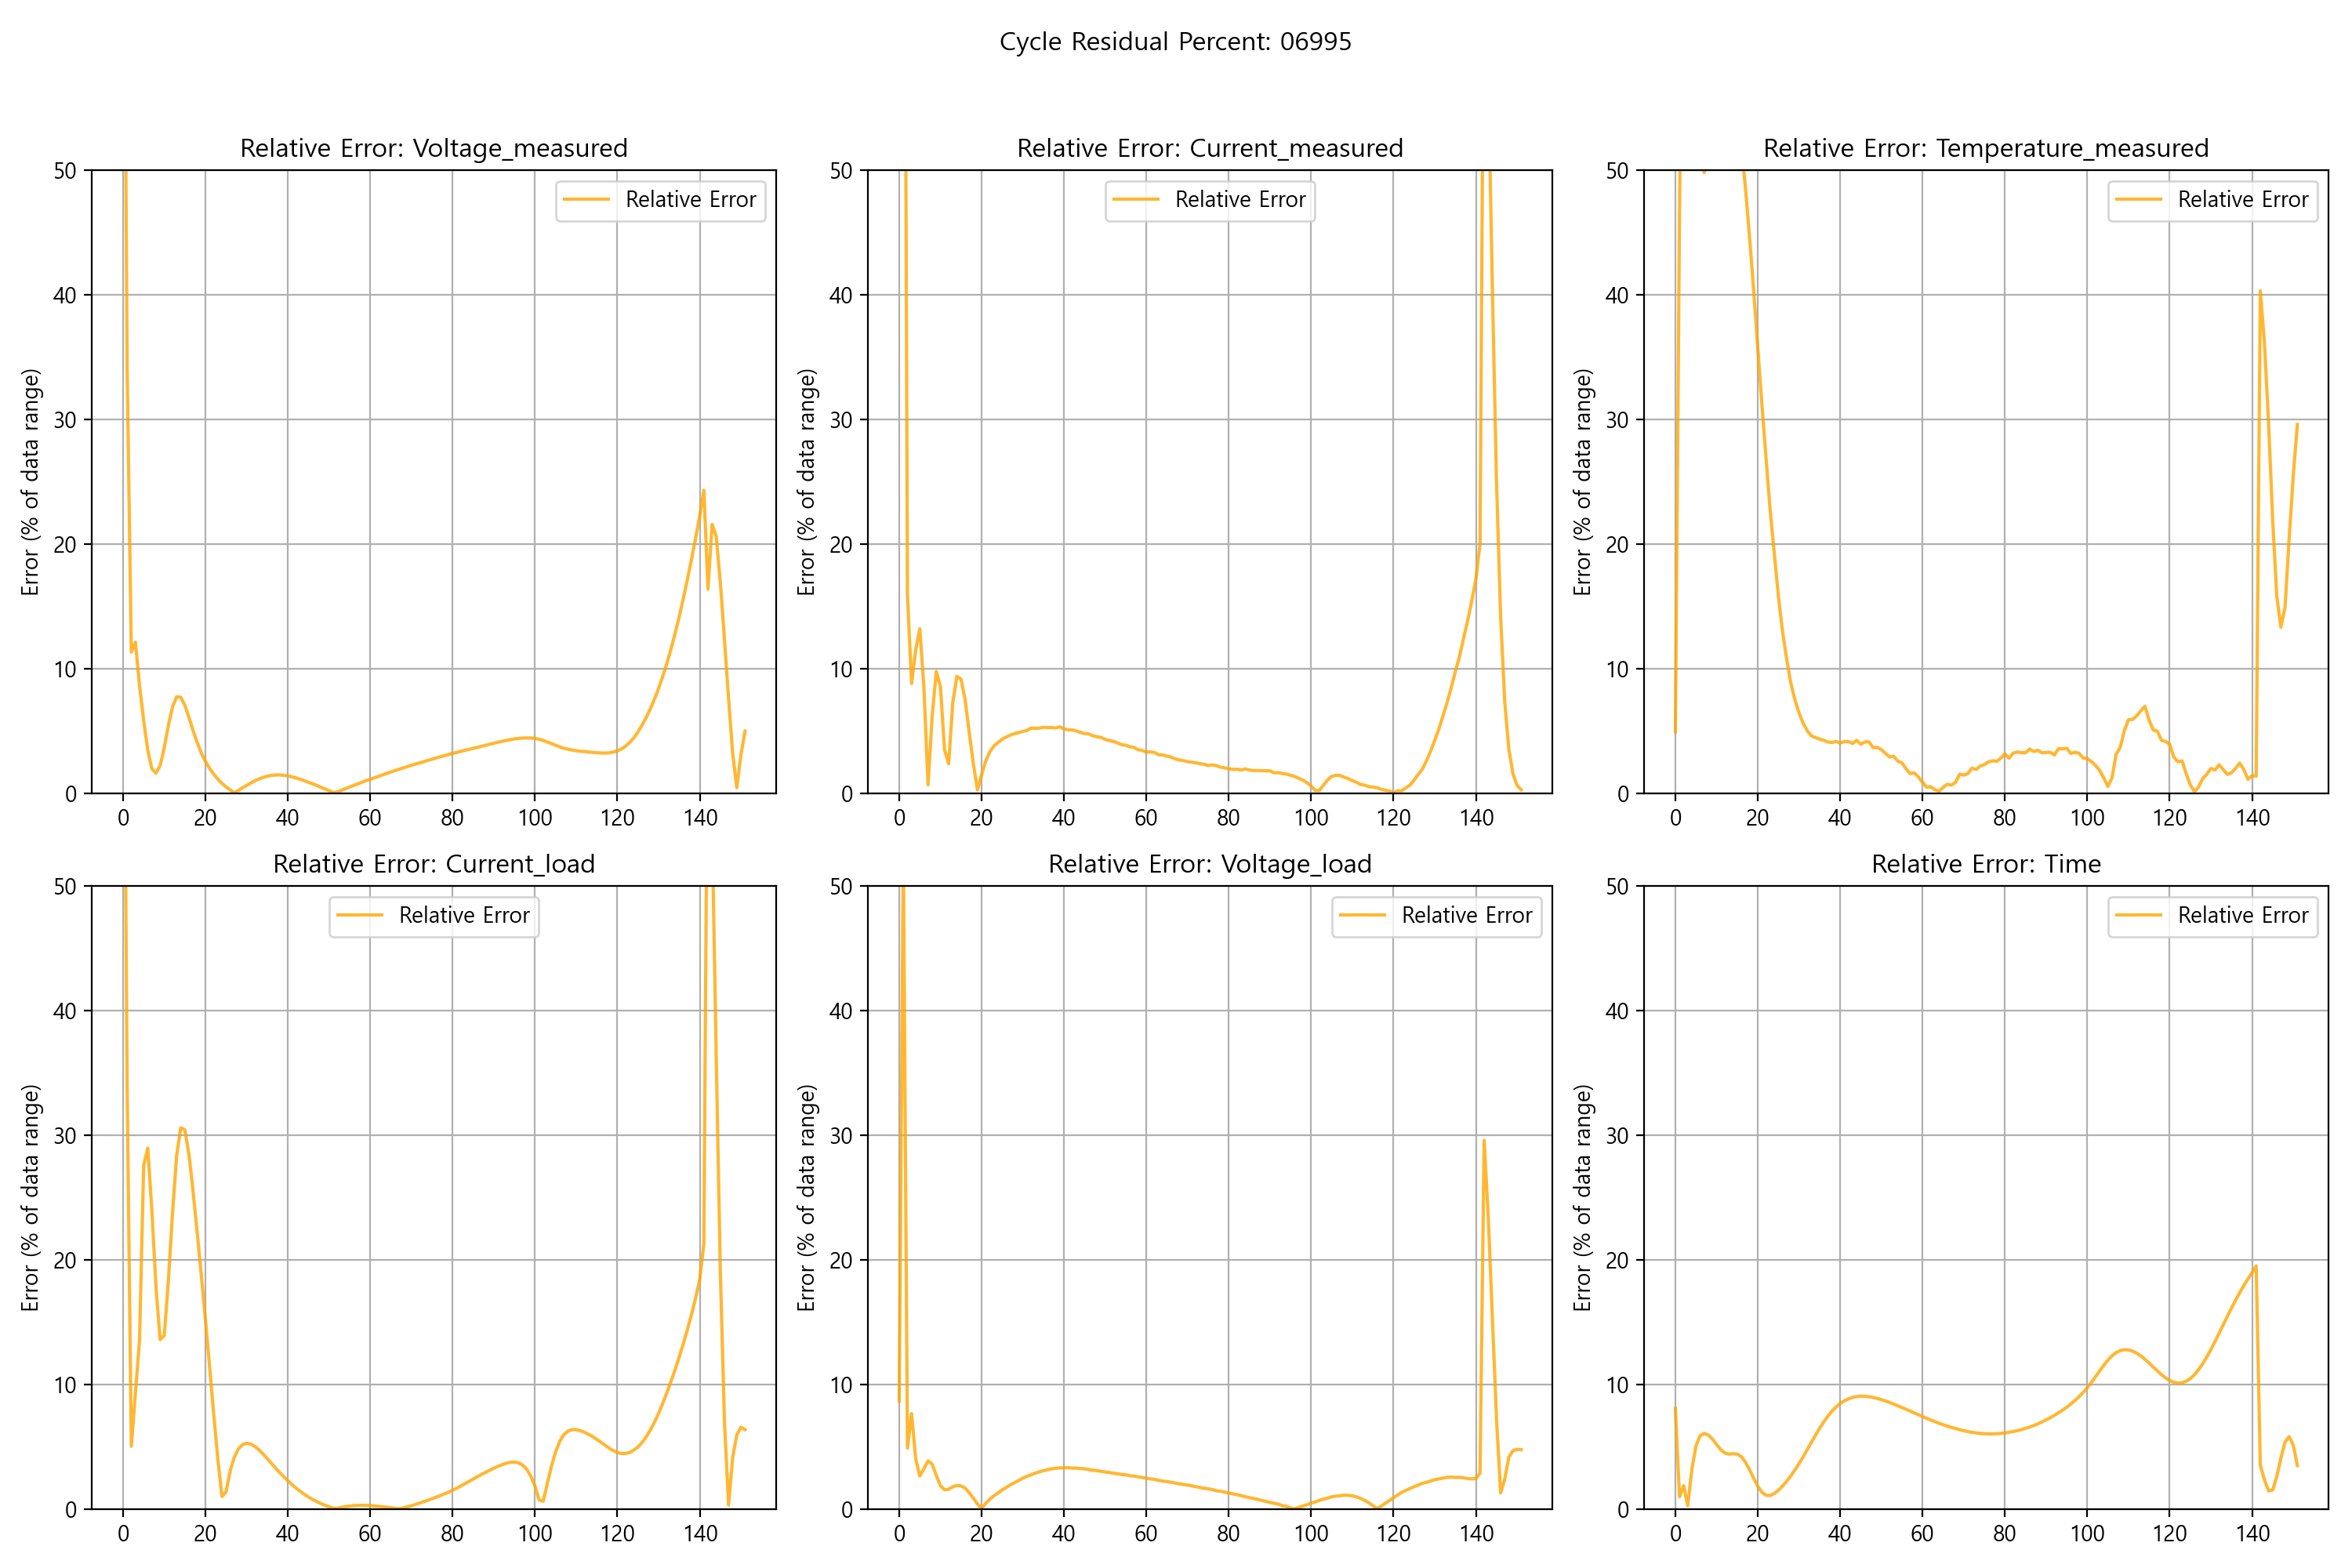 Cycle Residual Percent: 06995
Relative Error: Voltage_measured
Relative Error: Current_measured
Relative Error: Temperature_measured
50
40
30
20
10
0
Error (% of data range)
Relative Error
0 20 40 60 80 100 120 140
50
40
30
20
10
0
Error (% of data range)
Relative Error
0 20 40 60 80 100 120 140
50
40
30
20
10
0
Error (% of data range)
Relative Error
0 20 40 60 80 100 120 140
Relative Error: Current_load
Relative Error: Voltage_load
Relative Error: Time
50
40
30
20
10
0
Error (% of data range)
Relative Error
0 20 40 60 80 100 120 140
50
40
30
20
10
0
Error (% of data range)
Relative Error
0 20 40 60 80 100 120 140
50
40
30
20
10
0
Error (% of data range)
Relative Error
0 20 40 60 80 100 120 140